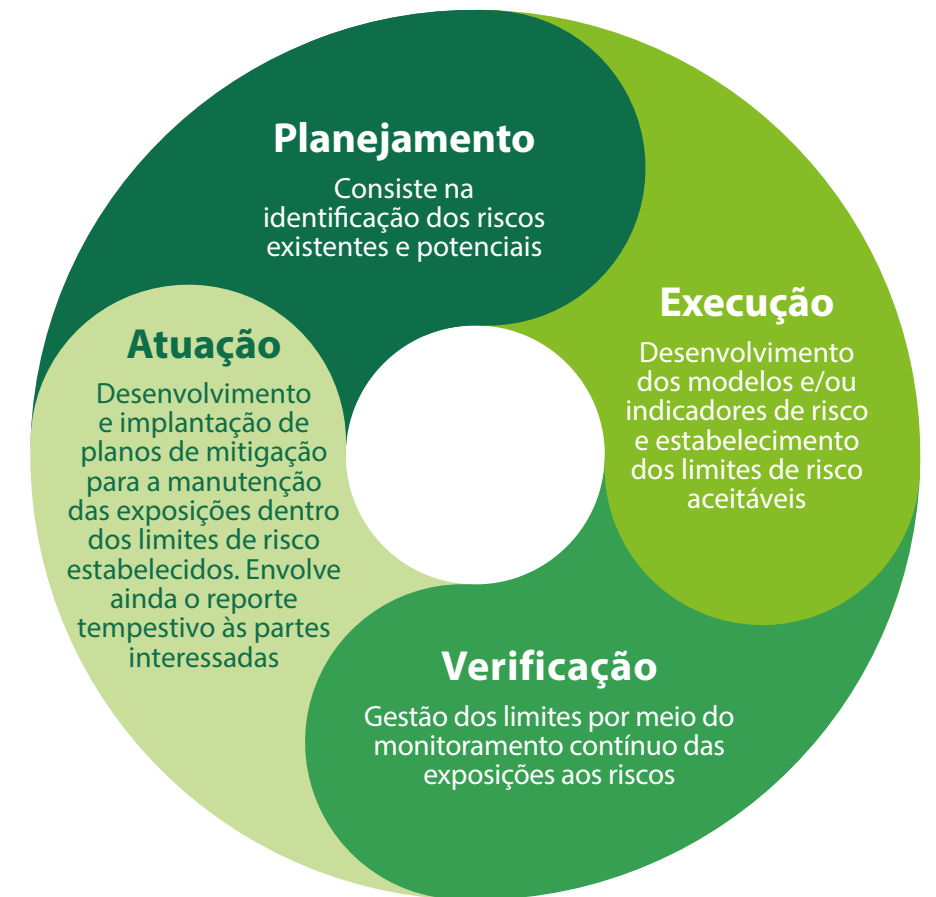 Planejamento
Consiste na
identificação dos riscos
existentes e potenciais
Execução
Desenvolvimento
dos modelos e/ou
indicadores de risco
e estabelecimento
dos limites de risco
aceitáveis
Verificação
Gestão dos limites por meio do
monitoramento contínuo das
exposições aos riscos
Atuação
Desenvolvimento
e implantação de
planos de mitigação
para a manutenção
das exposições dentro
dos limites de risco
estabelecidos. Envolve
ainda o reporte
tempestivo às partes
interessadas